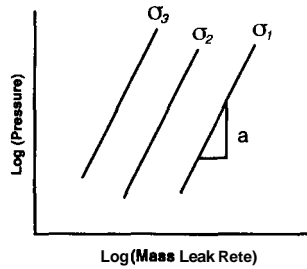 σ3
σ2
σ1
a
Log (Pressure)
Log(Mass Leak Rete)